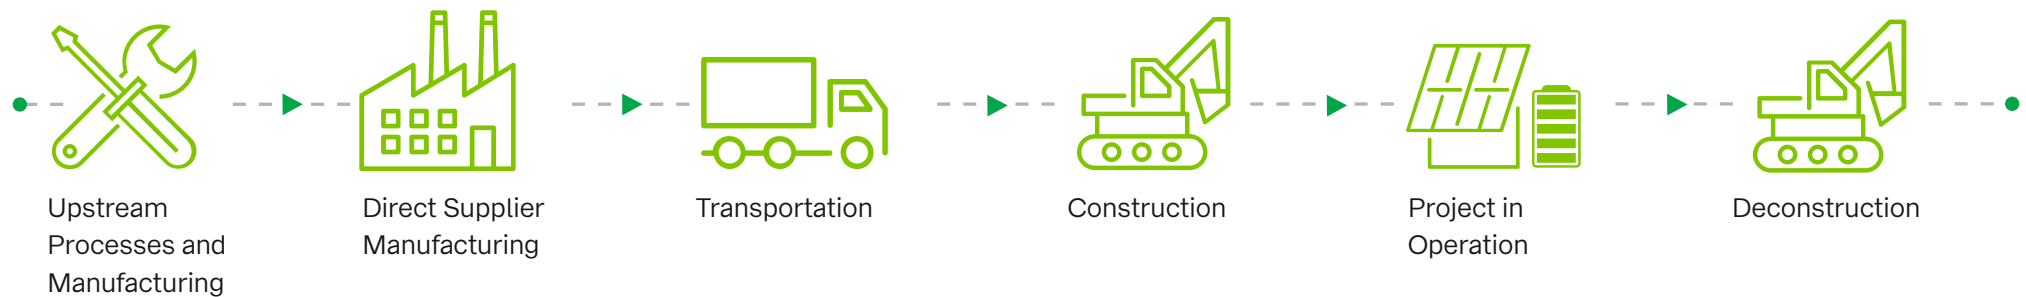 Upstream
Processes and
Manufacturing
Direct Supplier
Manufacturing
Transportation
Construction
Project in
Operation
Deconstruction